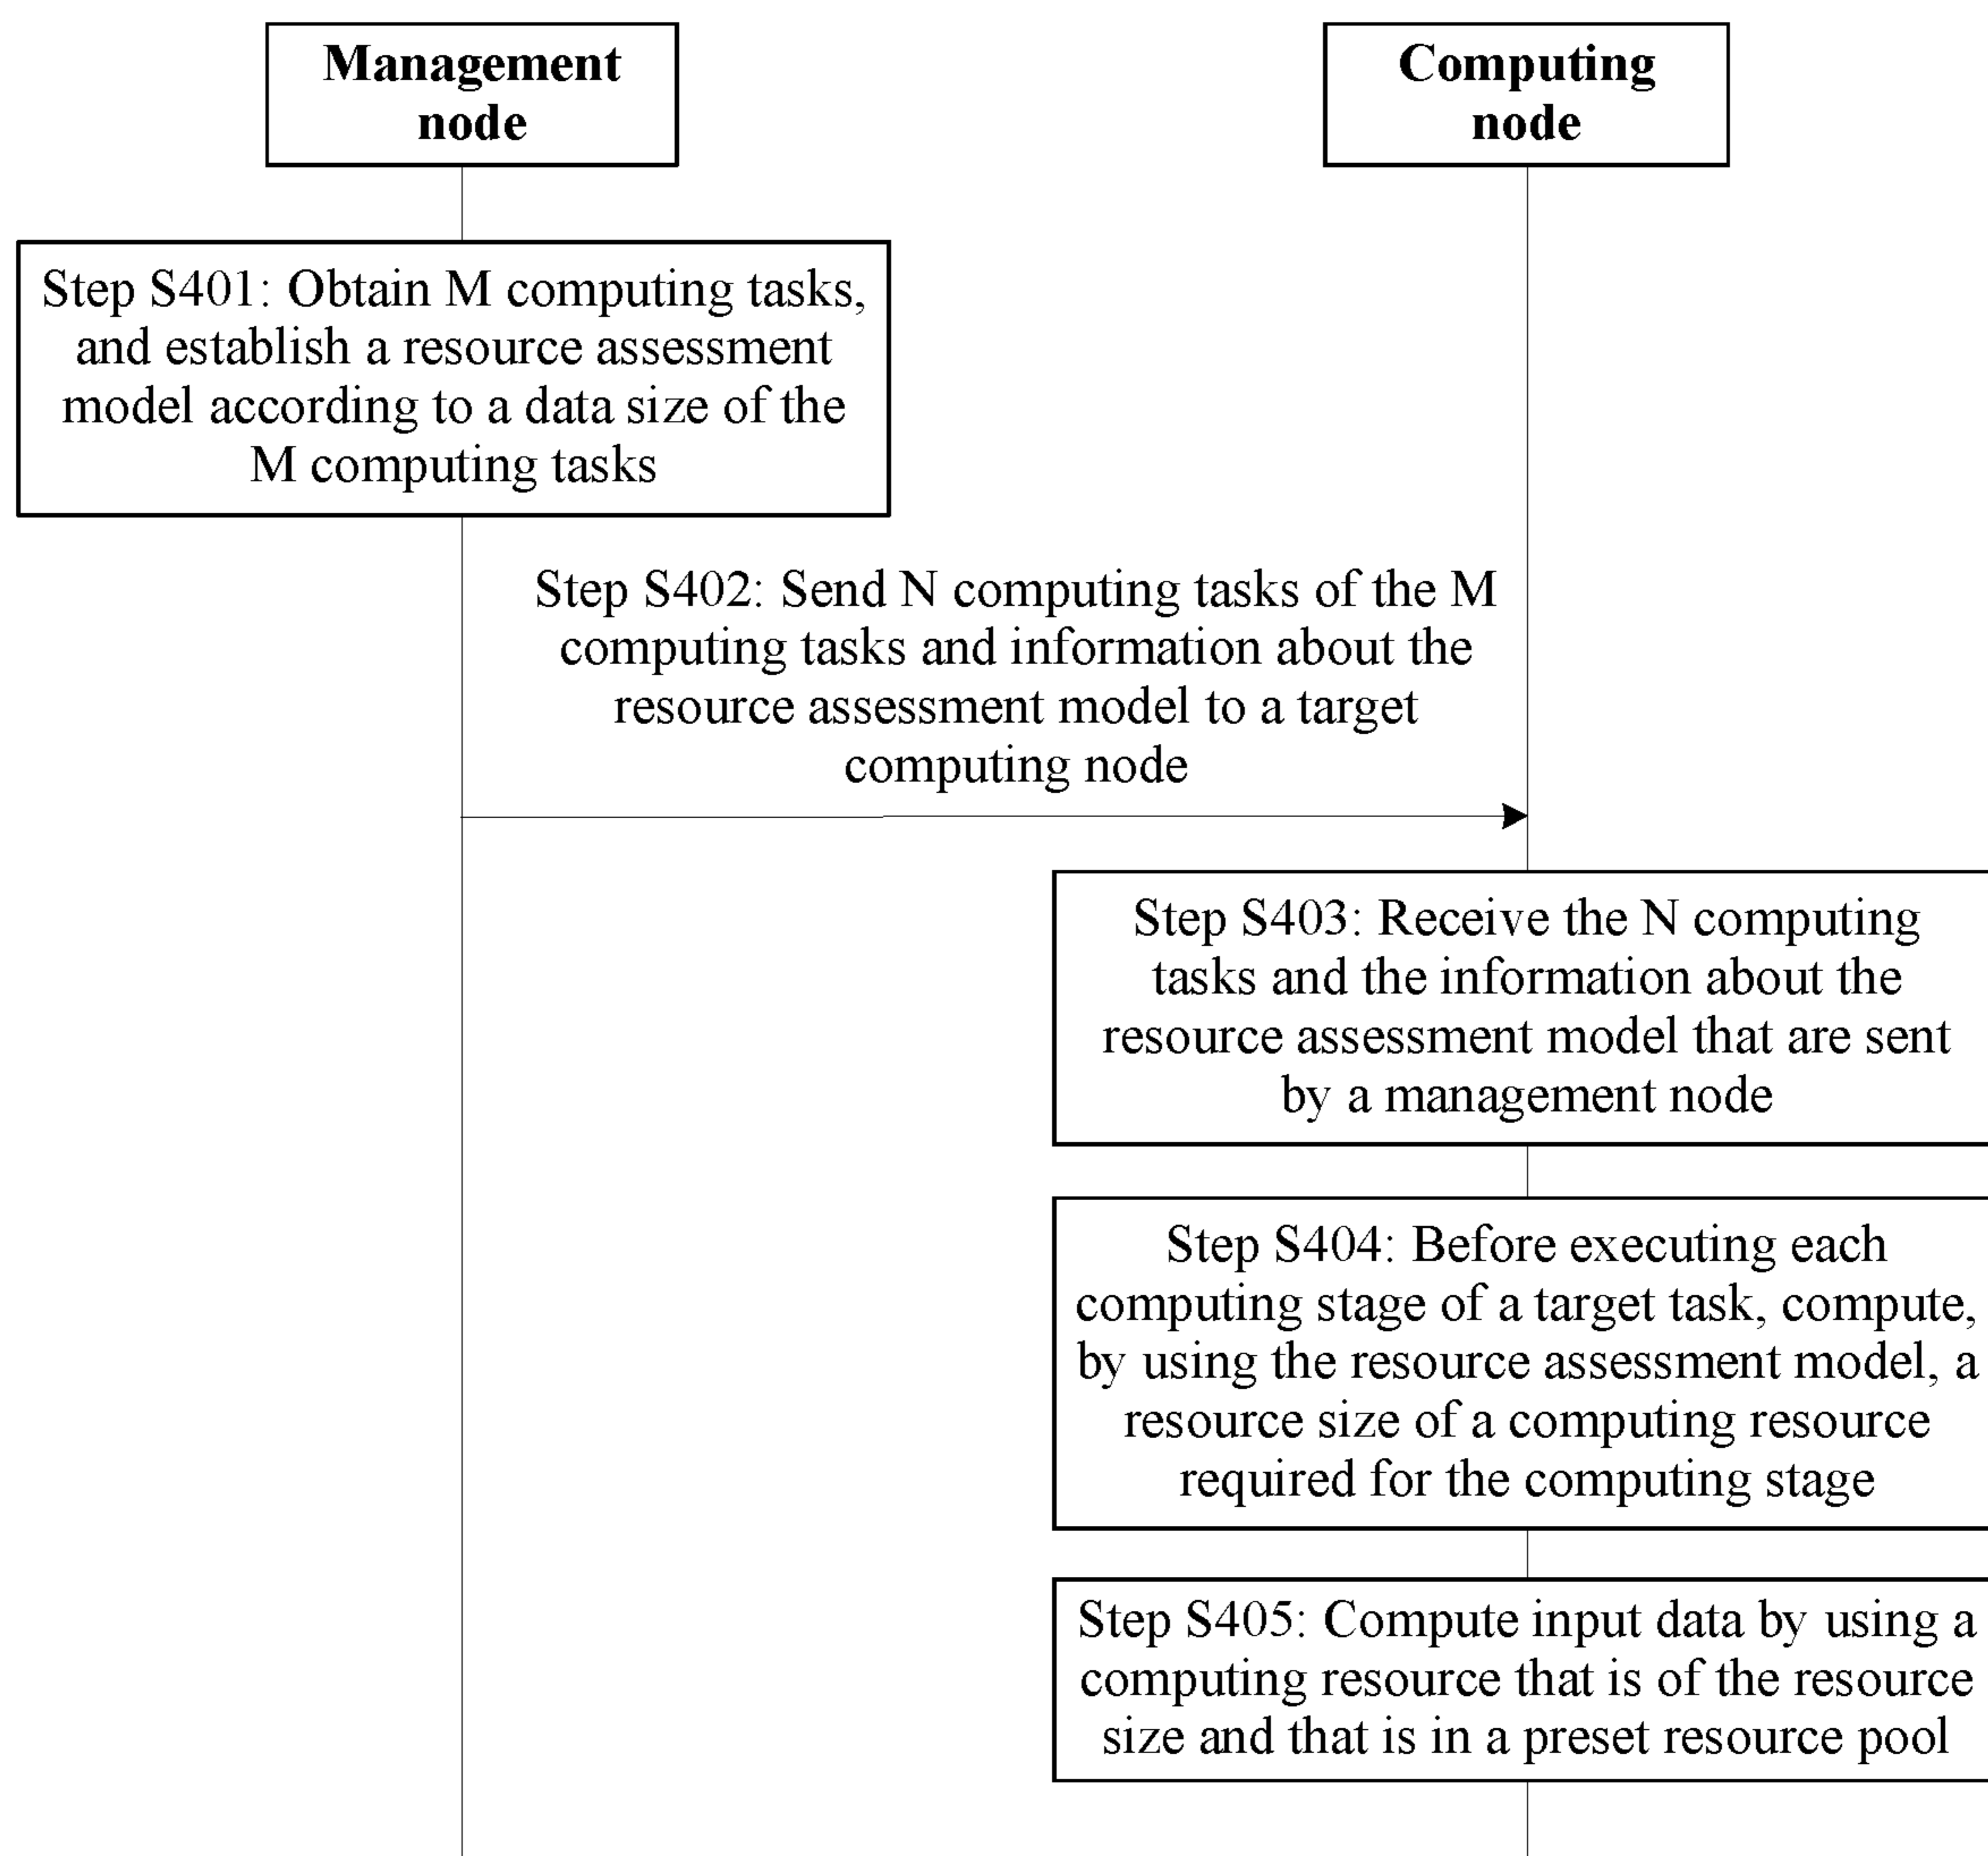 Management
node
Computing
node
Step S401: Obtain M computing tasks,
and establish a resource assessment
model according to a data size of the
M computing tasks
Step S402: Send N computing tasks of the M
computing tasks and information about the
resource assessment model to a target
computing node
Step S403: Receive the N computing
tasks and the information about the
resource assessment model that are sent
by a management node
Step S404: Before executing each
computing stage of a target task, compute,
by using the resource assessment model, a
resource size of a computing resource
required for the computing stage
Step S405: Compute input data by using a
computing resource that is of the resource
size and that is in a preset resource pool